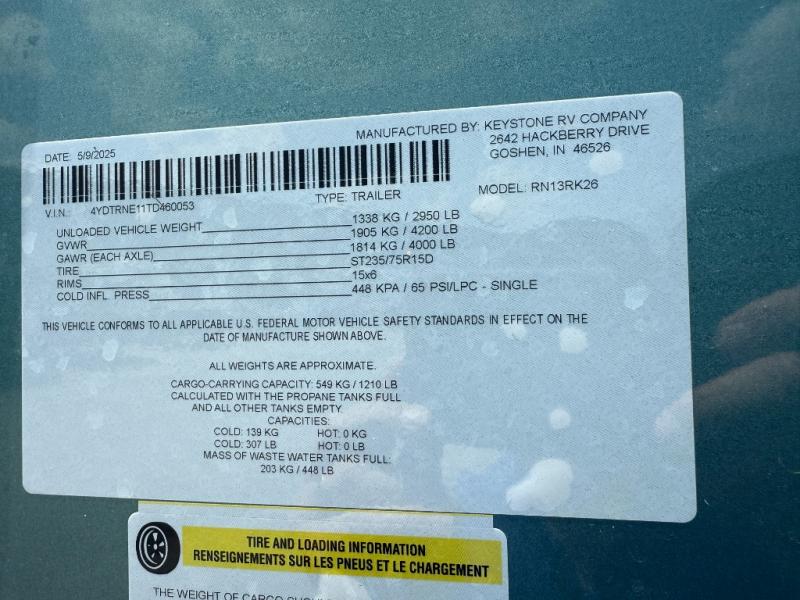 MANUFACTURED BY: KEYSTONE RV COMPANY
2642 HACKBERRY DRIVE
GOSHEN, IN 46526
DATE: 5/9/2025
V.I.N.: 4YDTRNE11TD460053
TYPE: TRAILER
MODEL: RN13RK26
UNLOADED VEHICLE WEIGHT 1338 KG / 2950 LB
GVWR 1905 KG / 4200 LB
GAWR (EACH AXLE) 1814 KG / 4000 LB
TIRE ST235/75R15D
RIMS 15x6
COLD INFL. PRESS 448 KPA / 65 PSI/LPC - SINGLE
THIS VEHICLE CONFORMS TO ALL APPLICABLE U.S. FEDERAL MOTOR VEHICLE SAFETY STANDARDS IN EFFECT ON THE
DATE OF MANUFACTURE SHOWN ABOVE.
ALL WEIGHTS ARE APPROXIMATE.
CARGO-CARRYING CAPACITY: 549 KG / 1210 LB
CALCULATED WITH THE PROPANE TANKS FULL
AND ALL OTHER TANKS EMPTY.
CAPACITIES:
COLD: 139 KG HOT: 0 KG
COLD: 307 LB HOT: 0 LB
MASS OF WASTE WATER TANKS FULL:
203 KG / 448 LB
TIRE AND LOADING INFORMATION
RENSEIGNEMENTS SUR LES PNEUS ET LE CHARGEMENT
THE WEIGHT OF CARGO